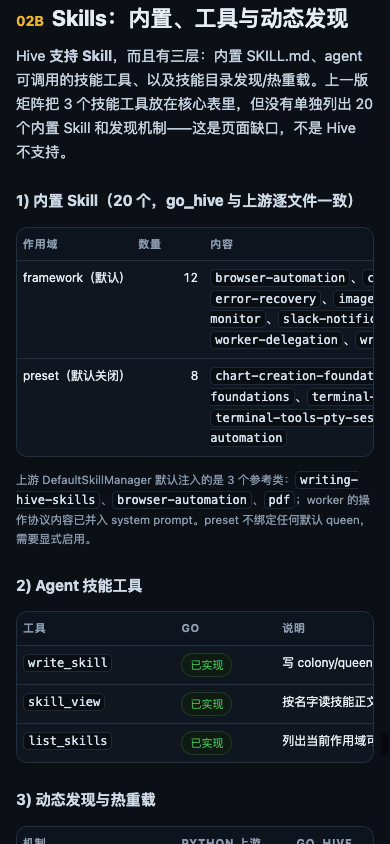 02B Skills：内置、工具与动态发现
Hive 支持 Skill，而且有三层：内置 SKILL.md、agent
可调用的技能工具、以及技能目录发现/热重载。上一版
矩阵把 3 个技能工具放在核心表里，但没有单独列出 20
个内置 Skill 和发现机制——这是页面缺口，不是 Hive
不支持。
1) 内置 Skill（20 个，go_hive 与上游逐文件一致）
作用域 数量 内容
framework（默认） 12 browser-automation、
error-recovery、
monitor、slack-notific
worker-delegation、
preset（默认关闭） 8 chart-creation-foundat
foundations、terminal-
terminal-tools-pty-ses
automation
上游 DefaultSkillManager 默认注入的是 3 个参考类：writing-
hive-skills、browser-automation、pdf；worker 的操
作协议内容已并入 system prompt。preset 不绑定任何默认 queen，
需要显式启用。
2) Agent 技能工具
工具 GO 说明
write_skill 已实现 写 colony/queen
skill_view 已实现 按名字读技能正文
list_skills 已实现 列出当前作用域可
3) 动态发现与热重载
机制 PYTHON 上游 GO_HIVE